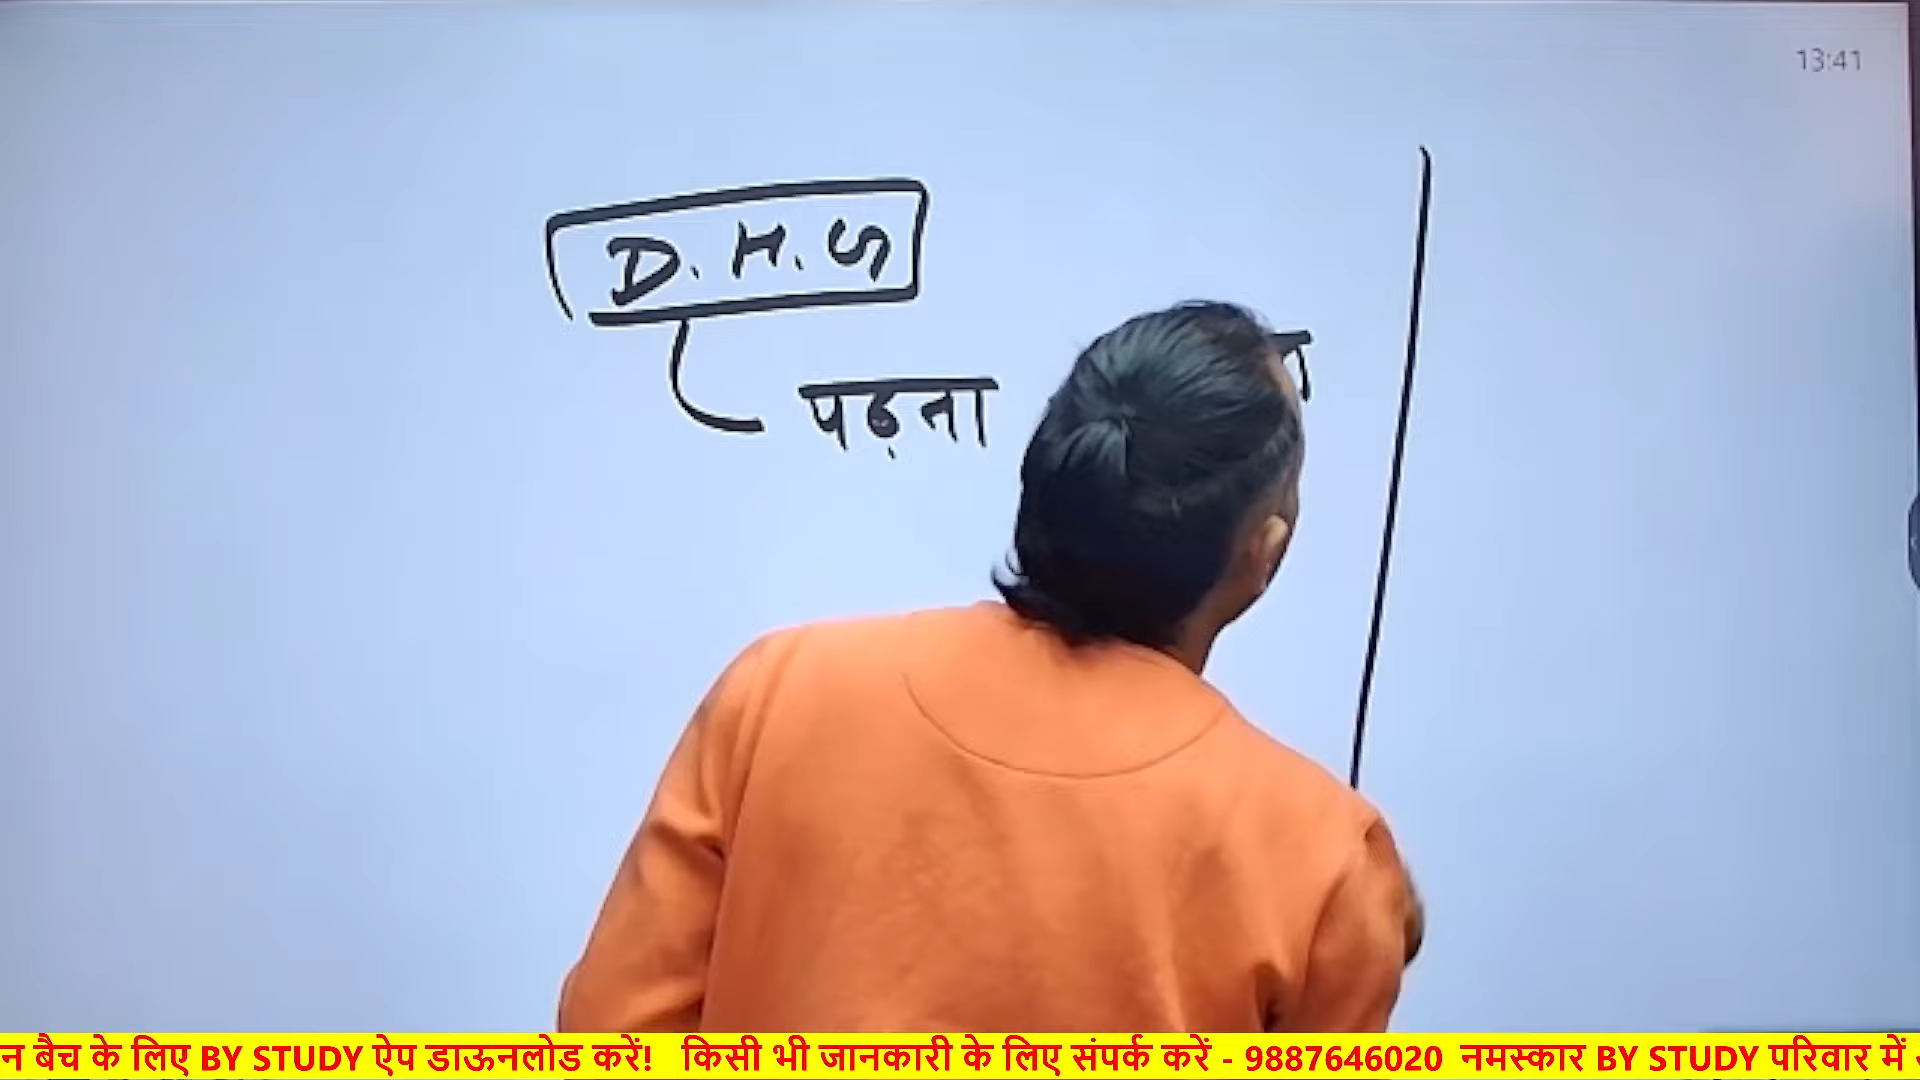 13:41
D. H. S
पढ़ना
न बैच के लिए BY STUDY ऐप डाऊनलोड करें! किसी भी जानकारी के लिए संपर्क करें - 9887646020 नमस्कार BY STUDY परिवार में